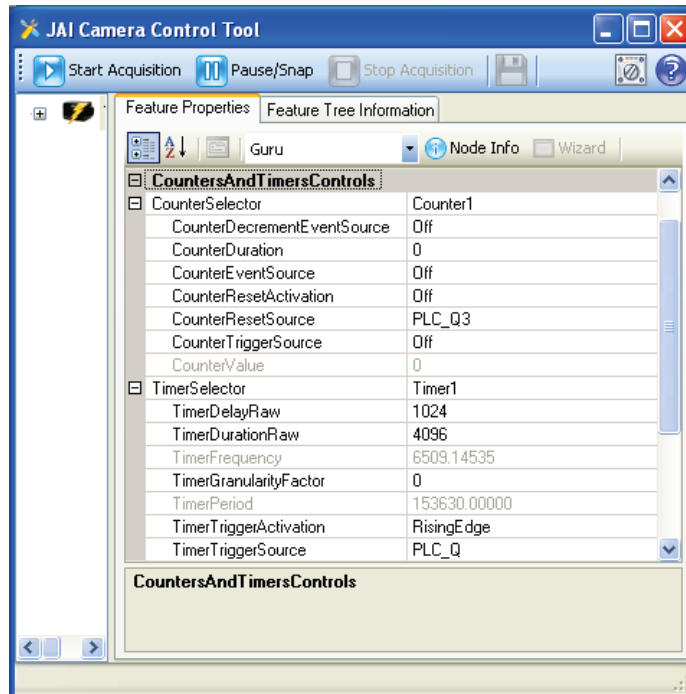 JAI Camera Control Tool
Start Acquisition Pause/Snap Stop Acquisition
Feature Properties Feature Tree Information
Guru Node Info Wizard
CountersAndTimersControls
CounterSelector Counter1
CounterDecrementEventSource Off
CounterDuration 0
CounterEventSource Off
CounterResetActivation Off
CounterResetSource PLC_Q3
CounterTriggerSource Off
CounterValue 0
TimerSelector Timer1
TimerDelayRaw 1024
TimerDurationRaw 4096
TimerFrequency 6509.14535
TimerGranularityFactor 0
TimerPeriod 153630.00000
TimerTriggerActivation RisingEdge
TimerTriggerSource PLC_Q
CountersAndTimersControls